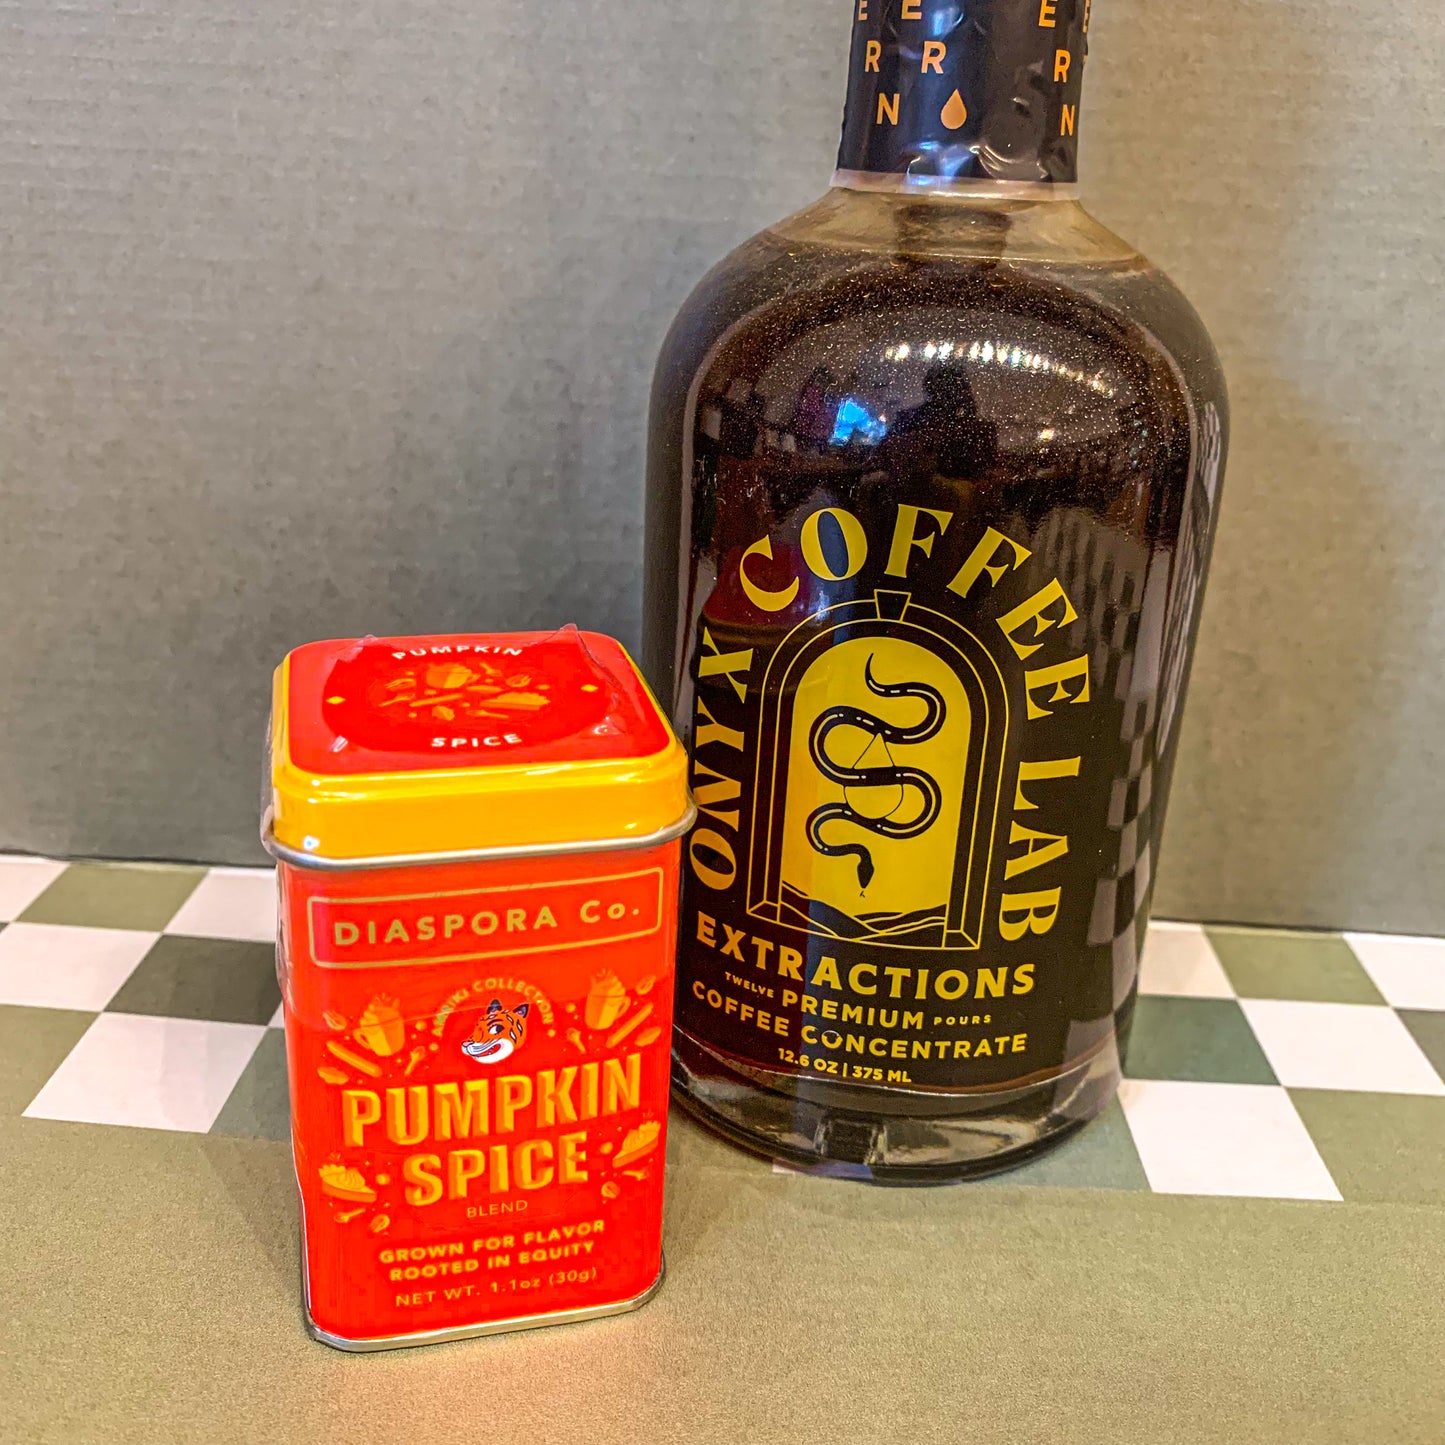 PUMPKIN
SPICE
DIASPORA Co.
COLLECTION
PUMPKIN
SPICE
BLEND
GROWN FOR FLAVOR
ROOTED IN EQUITY
NET WT. 1.1oz (30g)
E E E E
R R R
N N
ONYX COFFEE LAB
EXTRACTIONS
TWELVE PREMIUM POURS
COFFEE CONCENTRATE
12.6 OZ | 375 ML